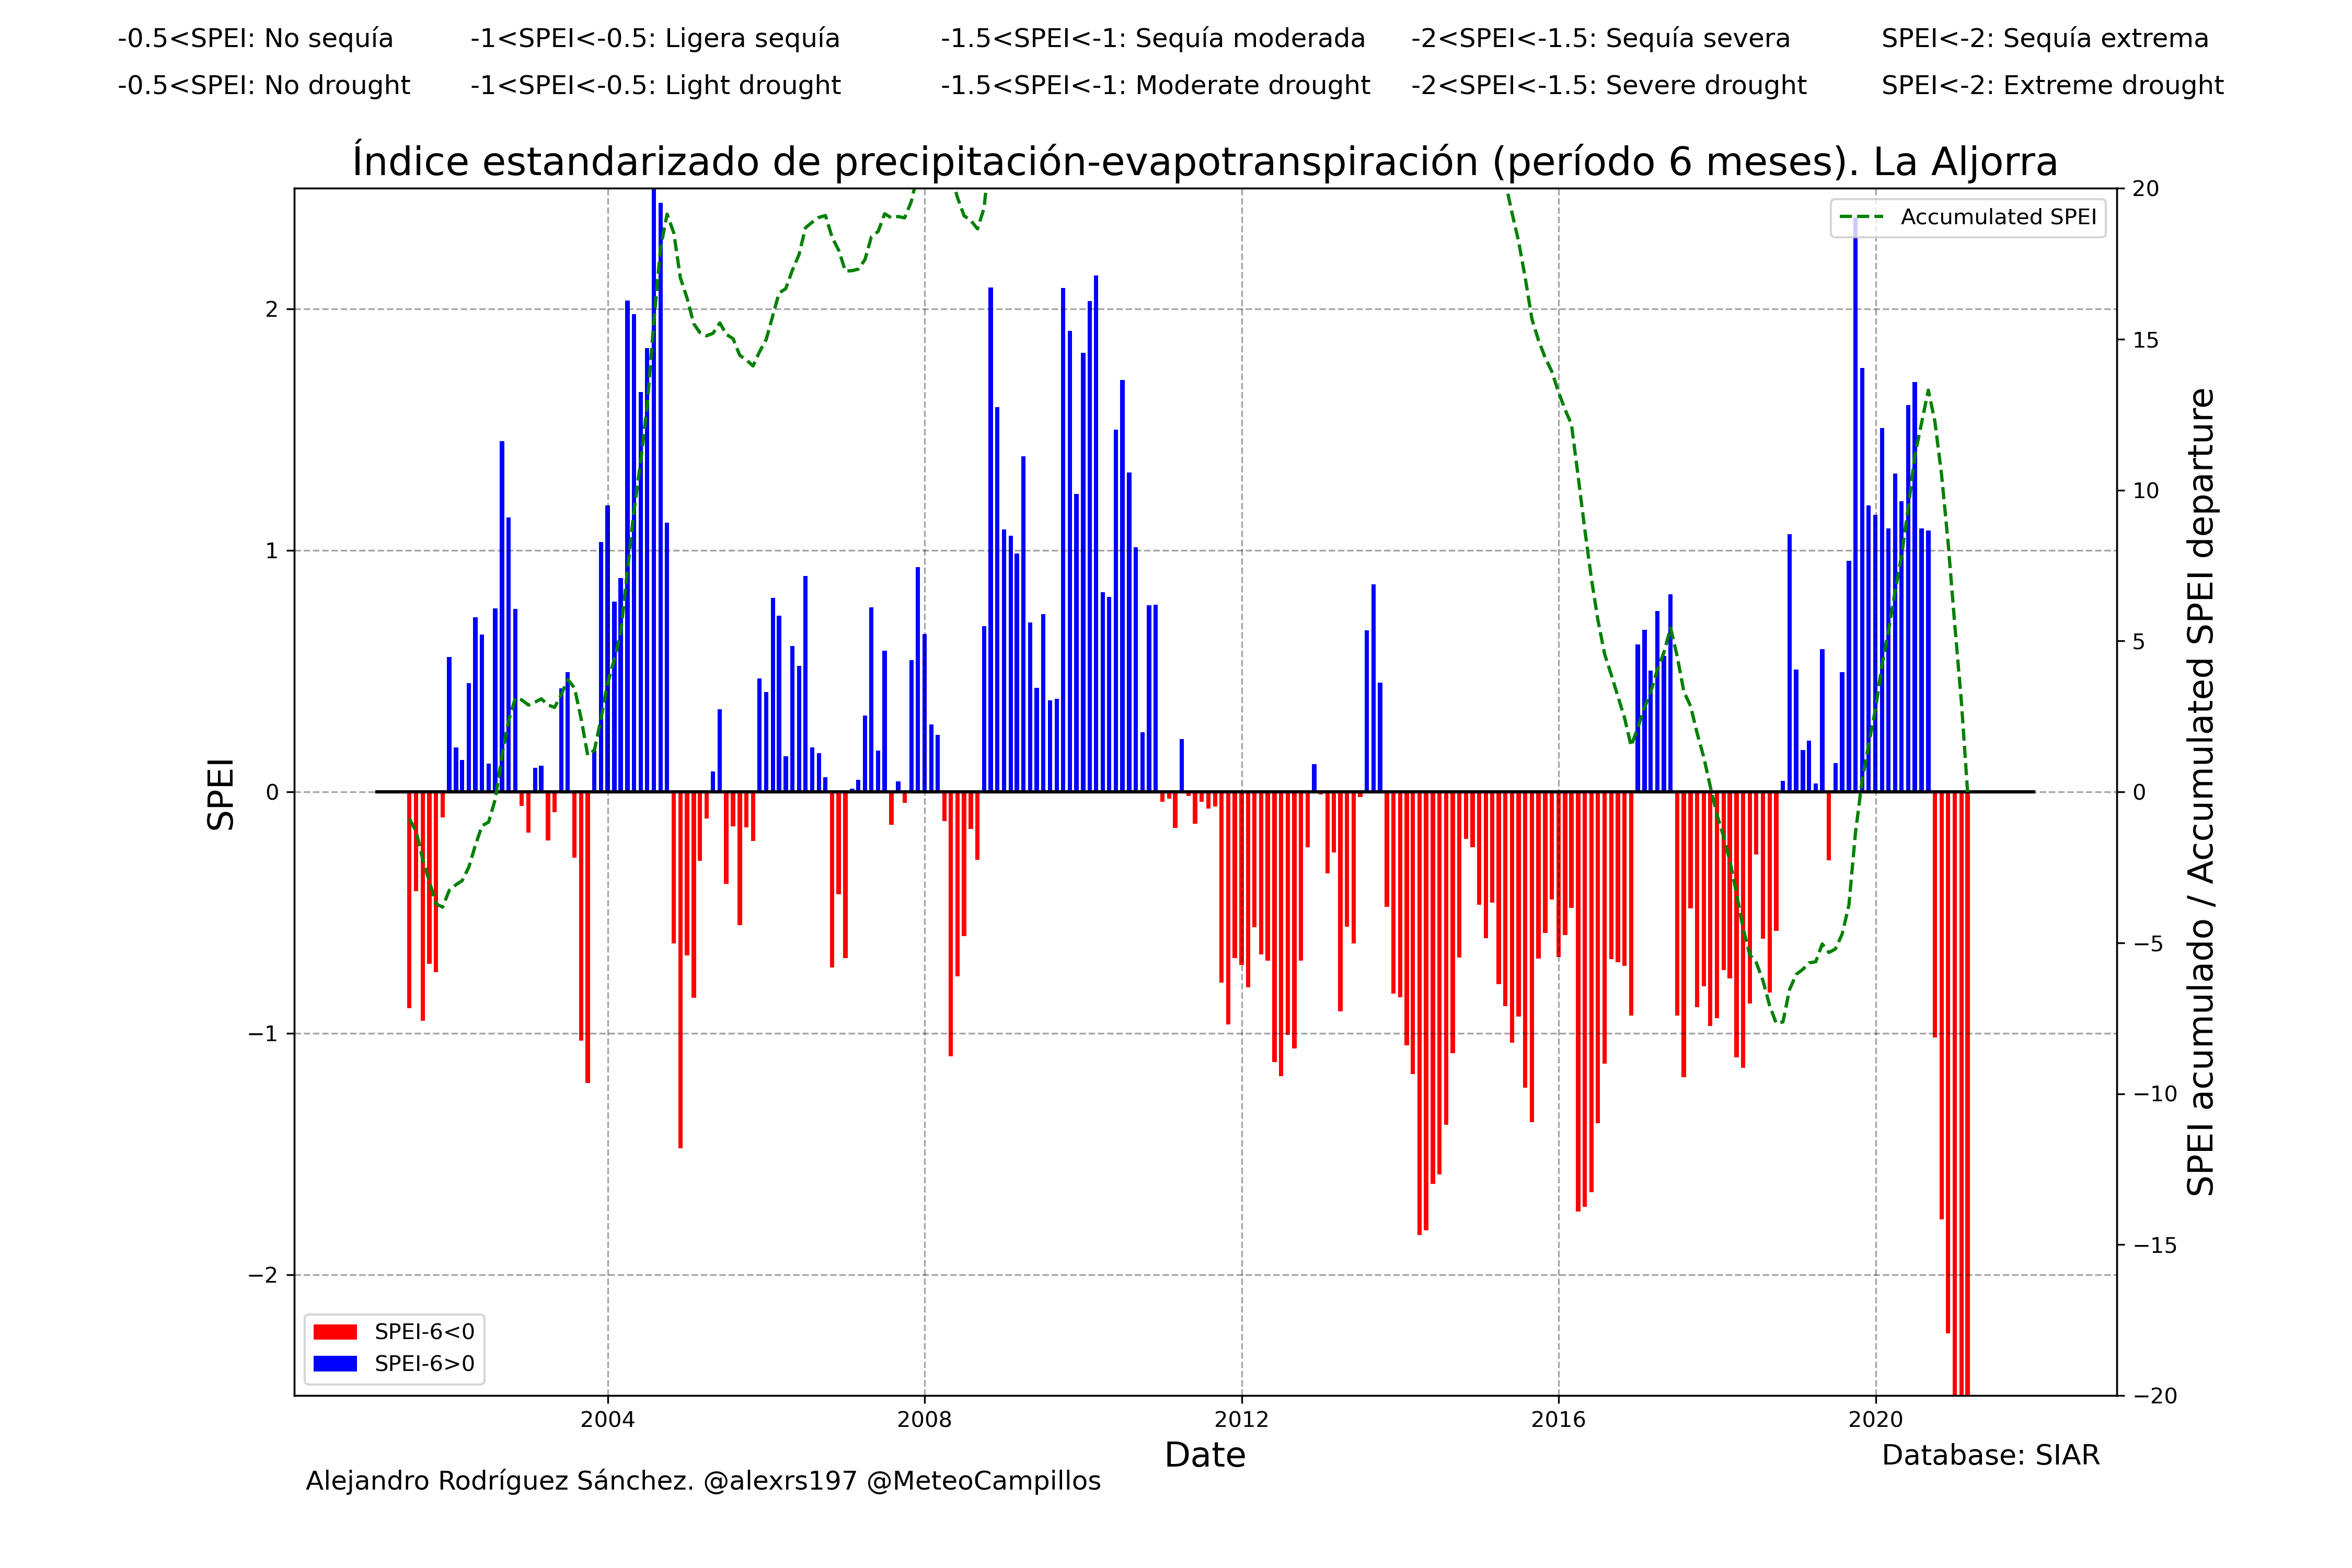 -0.5<SPEI: No sequía -1<SPEI<-0.5: Ligera sequía -1.5<SPEI<-1: Sequía moderada -2<SPEI<-1.5: Sequía severa SPEI<-2: Sequía extrema
-0.5<SPEI: No drought -1<SPEI<-0.5: Light drought -1.5<SPEI<-1: Moderate drought -2<SPEI<-1.5: Severe drought SPEI<-2: Extreme drought
Índice estandarizado de precipitación-evapotranspiración (período 6 meses). La Aljorra
Accumulated SPEI
SPEI
2
1
0
−1
−2
20
15
10
5
0
−5
−10
−15
−20
SPEI acumulado / Accumulated SPEI departure
SPEI-6<0
SPEI-6>0
2004 2008 2012 2016 2020
Date
Database: SIAR
Alejandro Rodríguez Sánchez. @alexrs197 @MeteoCampillos